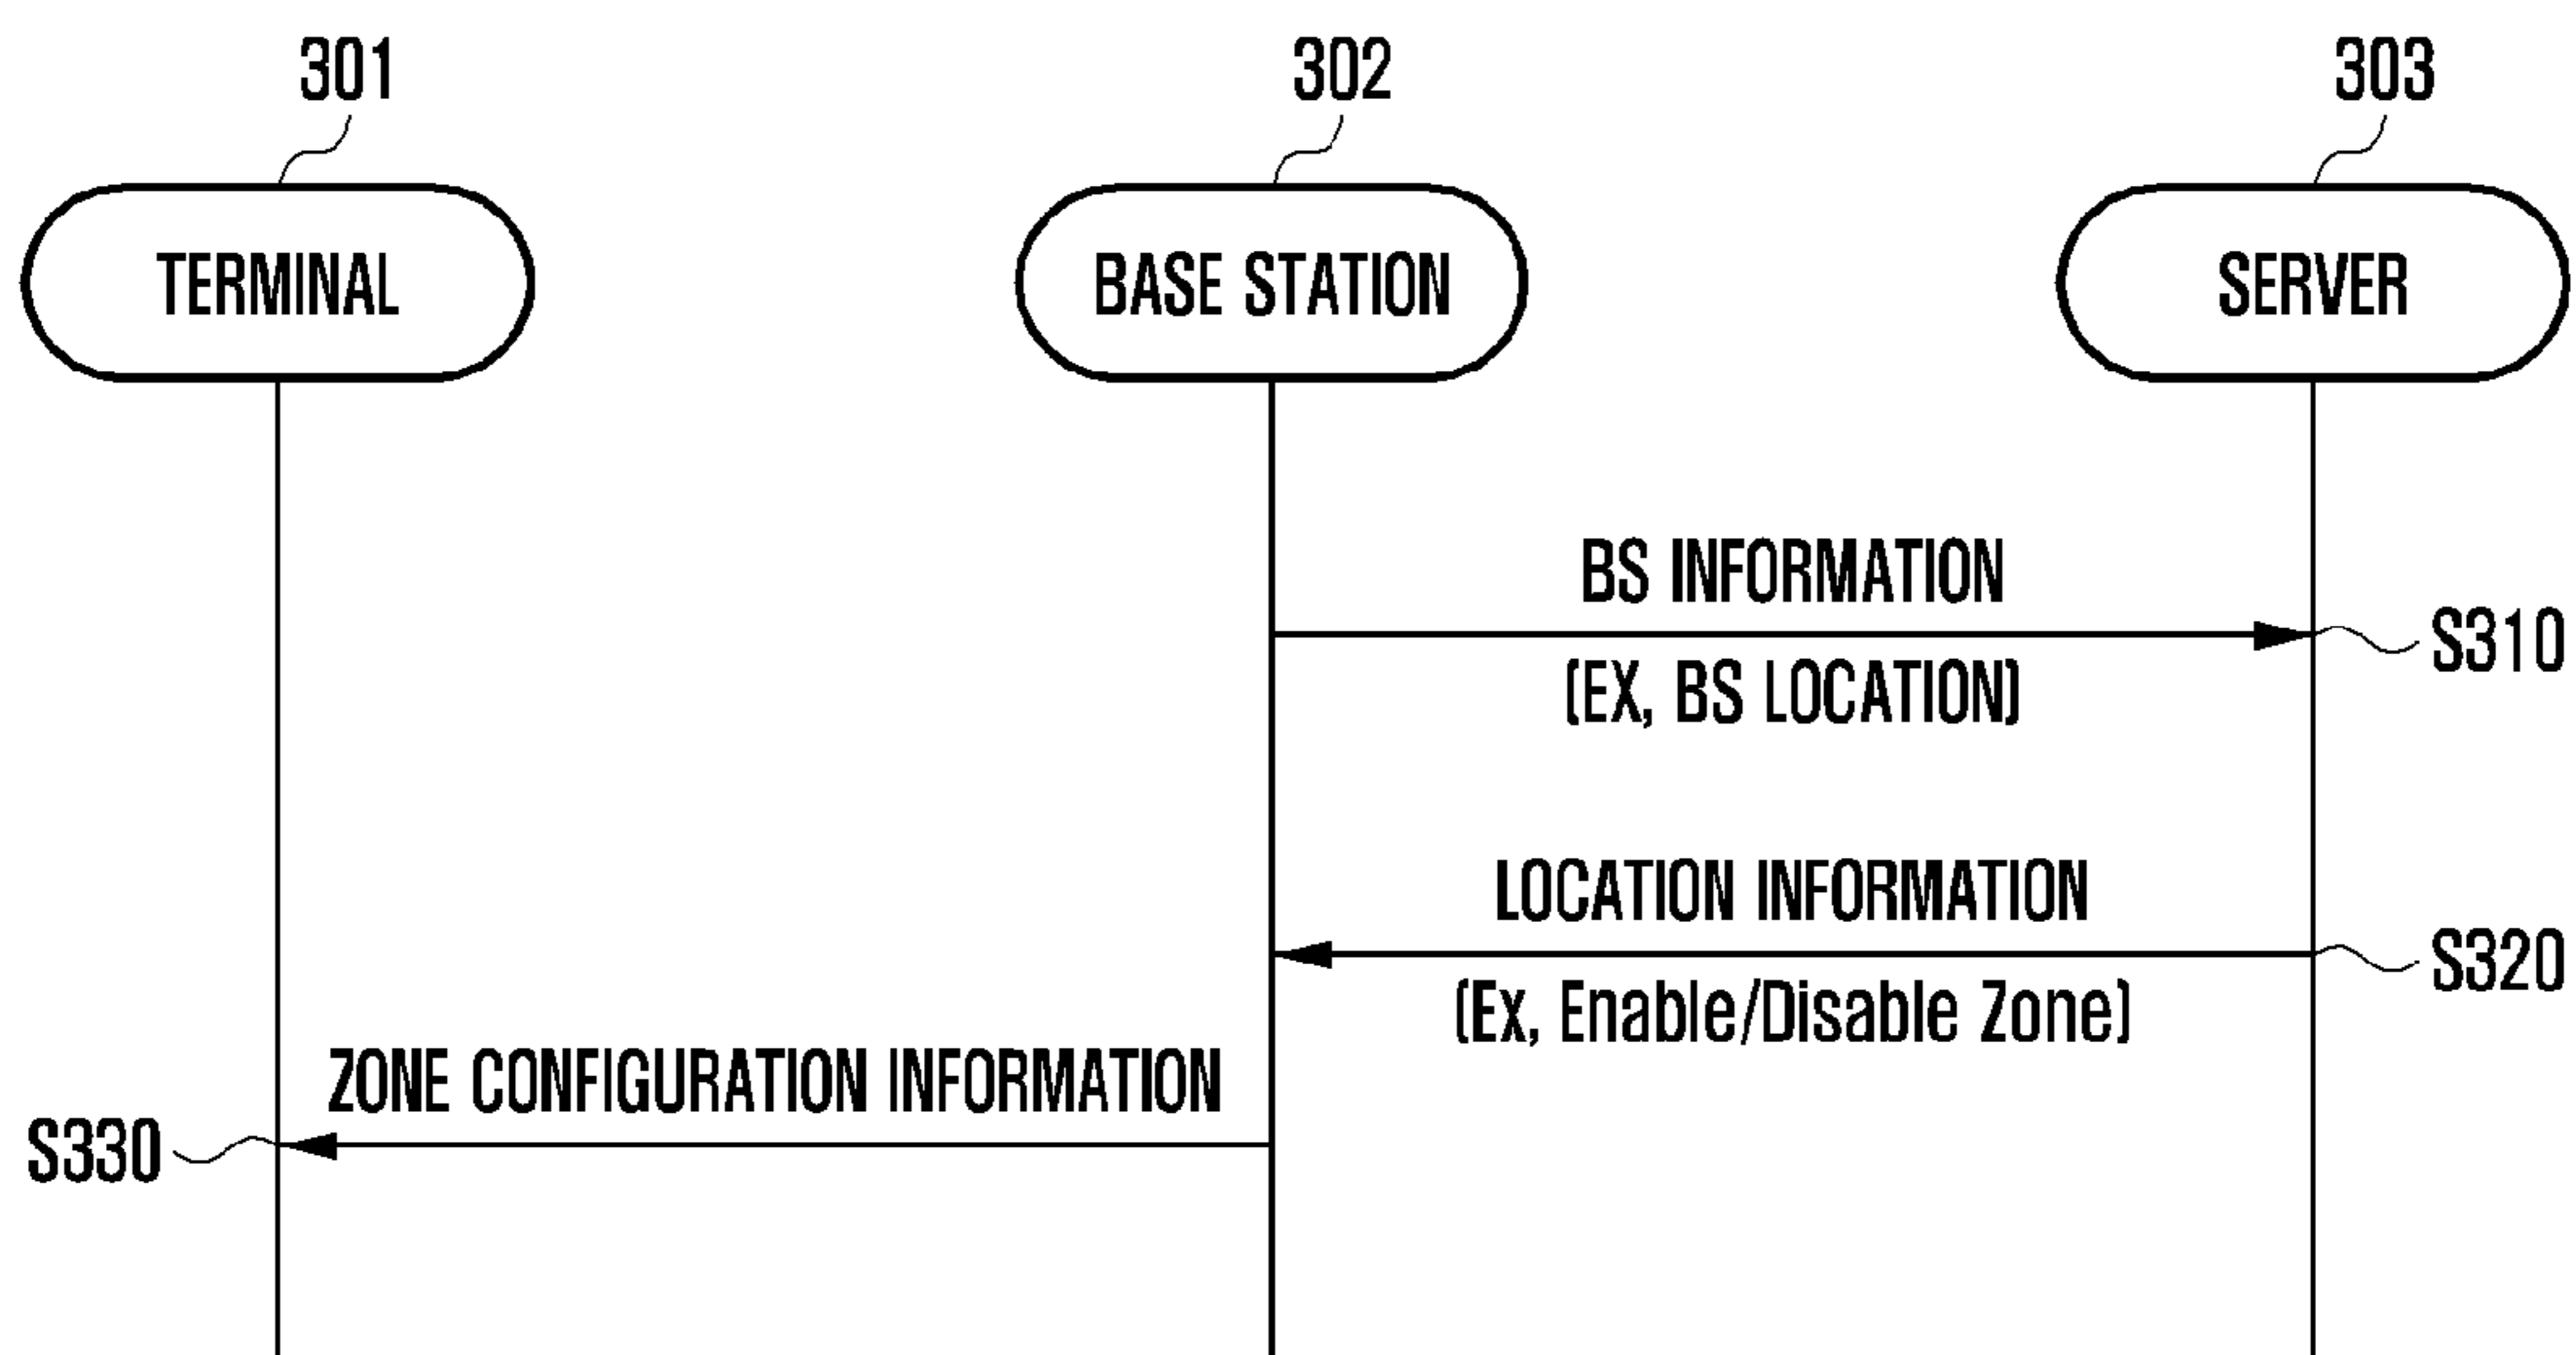 301
302
303
TERMINAL
BASE STATION
SERVER
BS INFORMATION
S310
(EX, BS LOCATION)
LOCATION INFORMATION
S320
(Ex, Enable/Disable Zone)
ZONE CONFIGURATION INFORMATION
S330